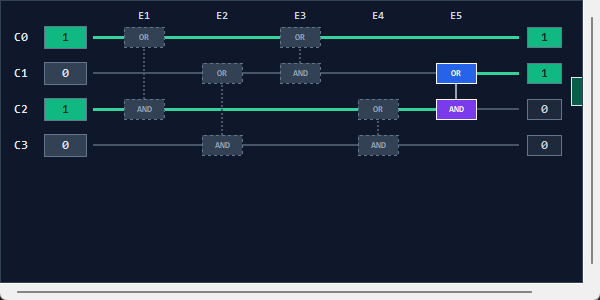 E1 E2 E3 E4 E5
C0 1 OR OR 1
C1 0 OR AND OR 1
C2 1 AND OR AND 0
C3 0 AND AND 0